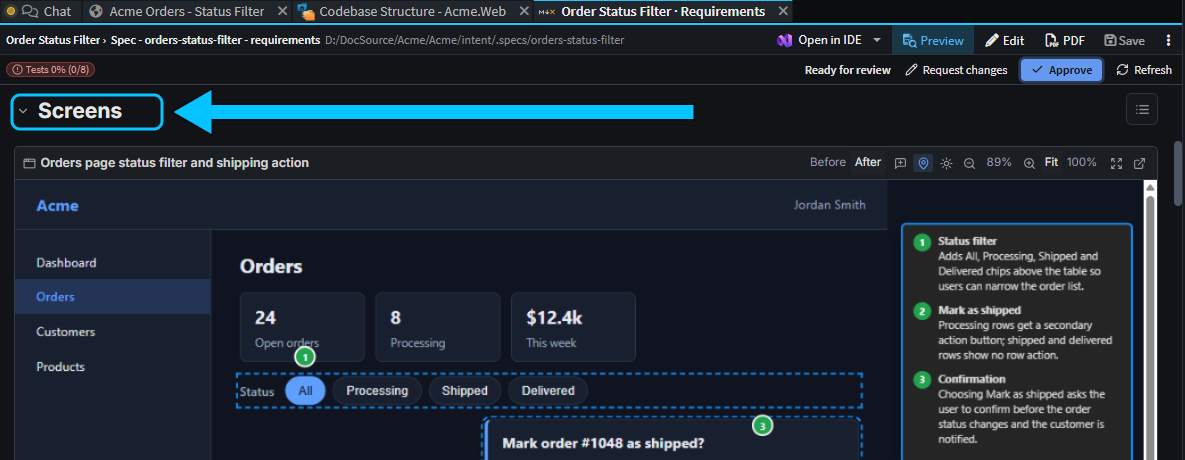 Chat
Acme Orders - Status Filter
Codebase Structure - Acme.Web
Order Status Filter · Requirements
Order Status Filter › Spec - orders-status-filter - requirements D:/DocSource/Acme/Acme/intent/.specs/orders-status-filter
Open in IDE
Preview
Edit
PDF
Save
Tests 0% (0/8)
Ready for review
Request changes
Approve
Refresh
Screens
Orders page status filter and shipping action
Before
After
89%
Fit
100%
Acme
Jordan Smith
Dashboard
Orders
Customers
Products
Orders
24
Open orders
8
Processing
$12.4k
This week
1
Status
All
Processing
Shipped
Delivered
3
Mark order #1048 as shipped?
1 Status filter
Adds All, Processing, Shipped and
Delivered chips above the table so
users can narrow the order list.
2 Mark as shipped
Processing rows get a secondary
action button; shipped and delivered
rows show no row action.
3 Confirmation
Choosing Mark as shipped asks the
user to confirm before the order
status changes and the customer is
notified.